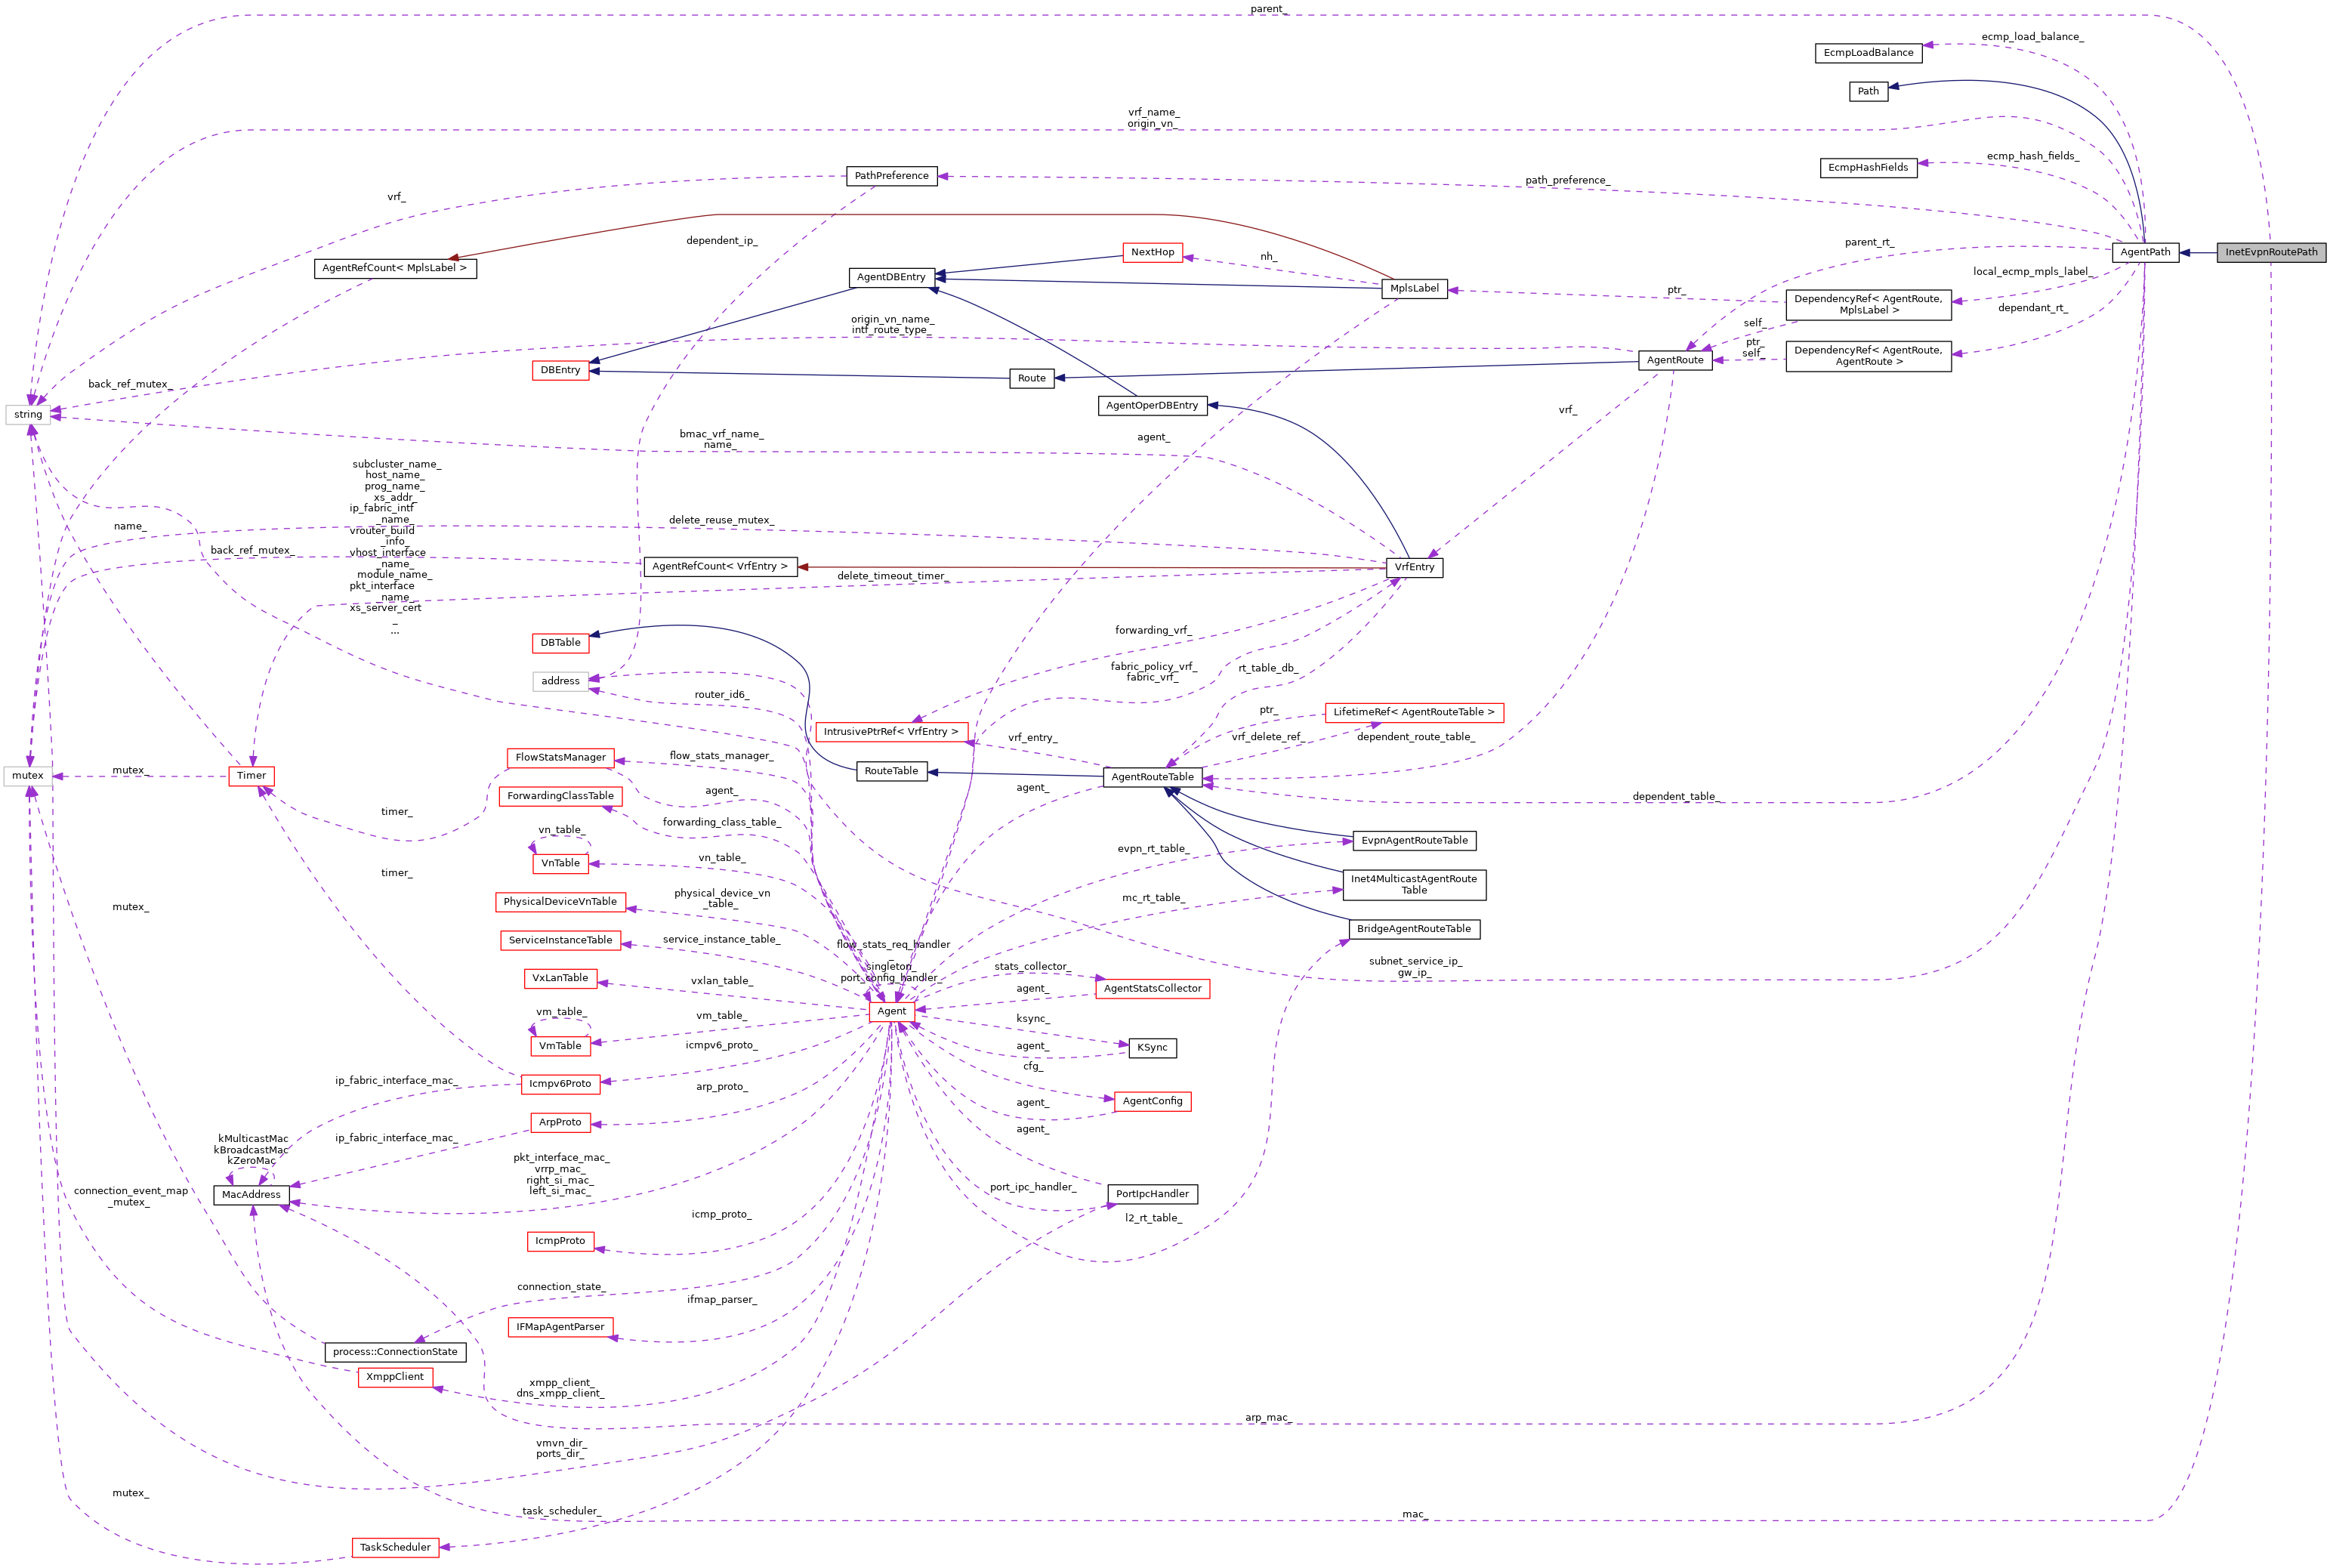 parent_
ecmp_load_balance_
EcmpLoadBalance
Path
vrf_name_
origin_vn_
ecmp_hash_fields_
EcmpHashFields
PathPreference
path_preference_
vrf_
dependent_ip_
parent_rt_
AgentPath
InetEvpnRoutePath
NextHop
nh_
AgentRefCount< MplsLabel >
AgentDBEntry
MplsLabel
ptr_
local_ecmp_mpls_label_
DependencyRef< AgentRoute,
MplsLabel >
dependant_rt_
origin_vn_name_
intf_route_type_
self_
ptr_
self_
DependencyRef< AgentRoute,
AgentRoute >
AgentRoute
DBEntry
Route
back_ref_mutex_
string
AgentOperDBEntry
vrf_
bmac_vrf_name_
name_
agent_
subcluster_name_
host_name_
prog_name_
xs_addr_
ip_fabric_intf
_name_
vrouter_build
_info_
vhost_interface
_name_
module_name_
pkt_interface
_name_
xs_server_cert
_
...
name_
back_ref_mutex_
delete_reuse_mutex_
AgentRefCount< VrfEntry >
delete_timeout_timer_
VrfEntry
DBTable
address
forwarding_vrf_
fabric_policy_vrf_
fabric_vrf_
rt_table_db_
router_id6_
IntrusivePtrRef< VrfEntry >
ptr_
LifetimeRef< AgentRouteTable >
vrf_entry_
vrf_delete_ref_
dependent_route_table_
FlowStatsManager
flow_stats_manager_
mutex
mutex_
Timer
RouteTable
AgentRouteTable
agent_
ForwardingClassTable
agent_
dependent_table_
timer_
forwarding_class_table_
vn_table_
VnTable
vn_table_
evpn_rt_table_
EvpnAgentRouteTable
timer_
Inet4MulticastAgentRoute
Table
PhysicalDeviceVnTable
physical_device_vn
_table_
mc_rt_table_
mutex_
BridgeAgentRouteTable
ServiceInstanceTable
service_instance_table_
flow_stats_req_handler
_
singleton_
port_config_handler_
subnet_service_ip_
gw_ip_
VxLanTable
vxlan_table_
stats_collector_
agent_
AgentStatsCollector
vm_table_
vm_table_
Agent
ksync_
VmTable
icmpv6_proto_
agent_
KSync
cfg_
Icmpv6Proto
ip_fabric_interface_mac_
arp_proto_
agent_
AgentConfig
ArpProto
agent_
kMulticastMac
kBroadcastMac
kZeroMac
ip_fabric_interface_mac_
pkt_interface_mac_
vrrp_mac_
right_si_mac_
left_si_mac_
MacAddress
connection_event_map
_mutex_
port_ipc_handler_
PortIpcHandler
icmp_proto_
l2_rt_table_
IcmpProto
connection_state_
ifmap_parser_
IFMapAgentParser
process::ConnectionState
XmppClient
xmpp_client_
dns_xmpp_client_
arp_mac_
vmvn_dir_
ports_dir_
mutex_
task_scheduler_
mac_
TaskScheduler